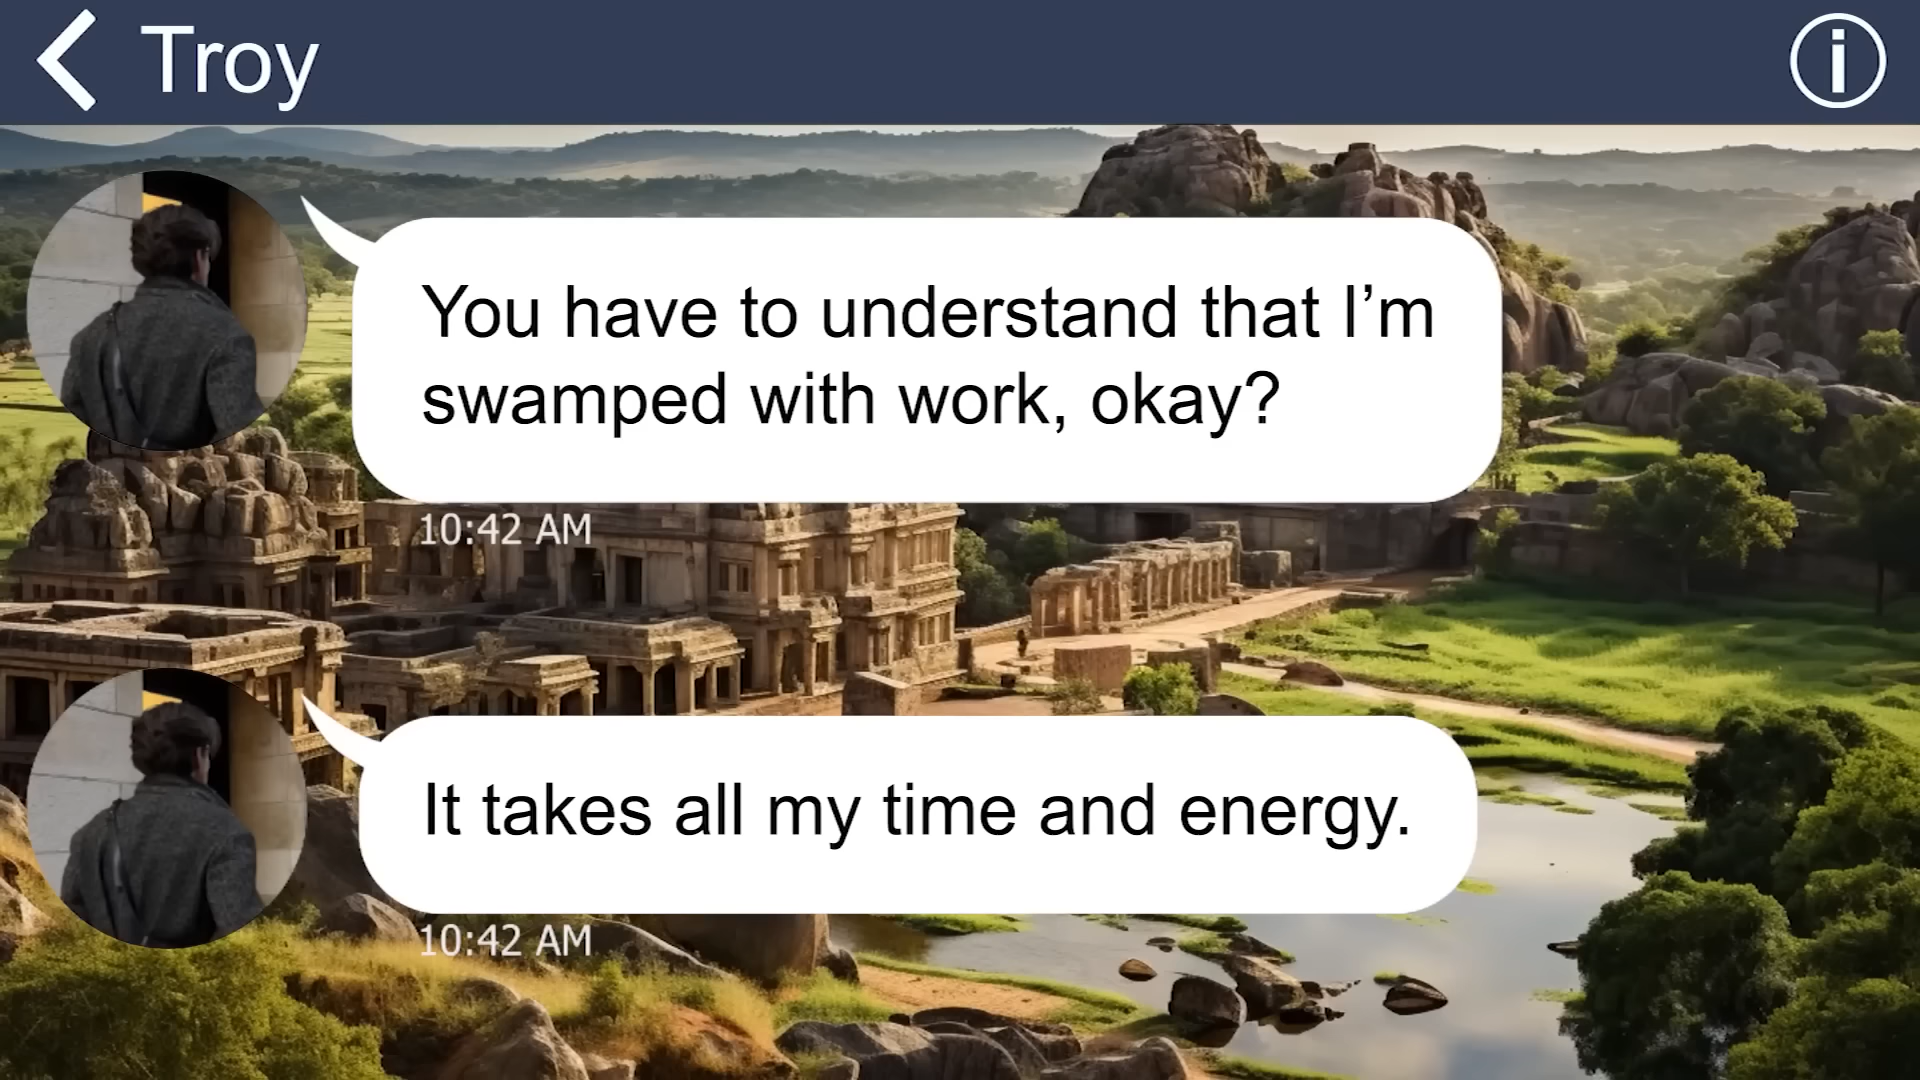 Troy
You have to understand that I’m
swamped with work, okay?
10:42 AM
It takes all my time and energy.
10:42 AM